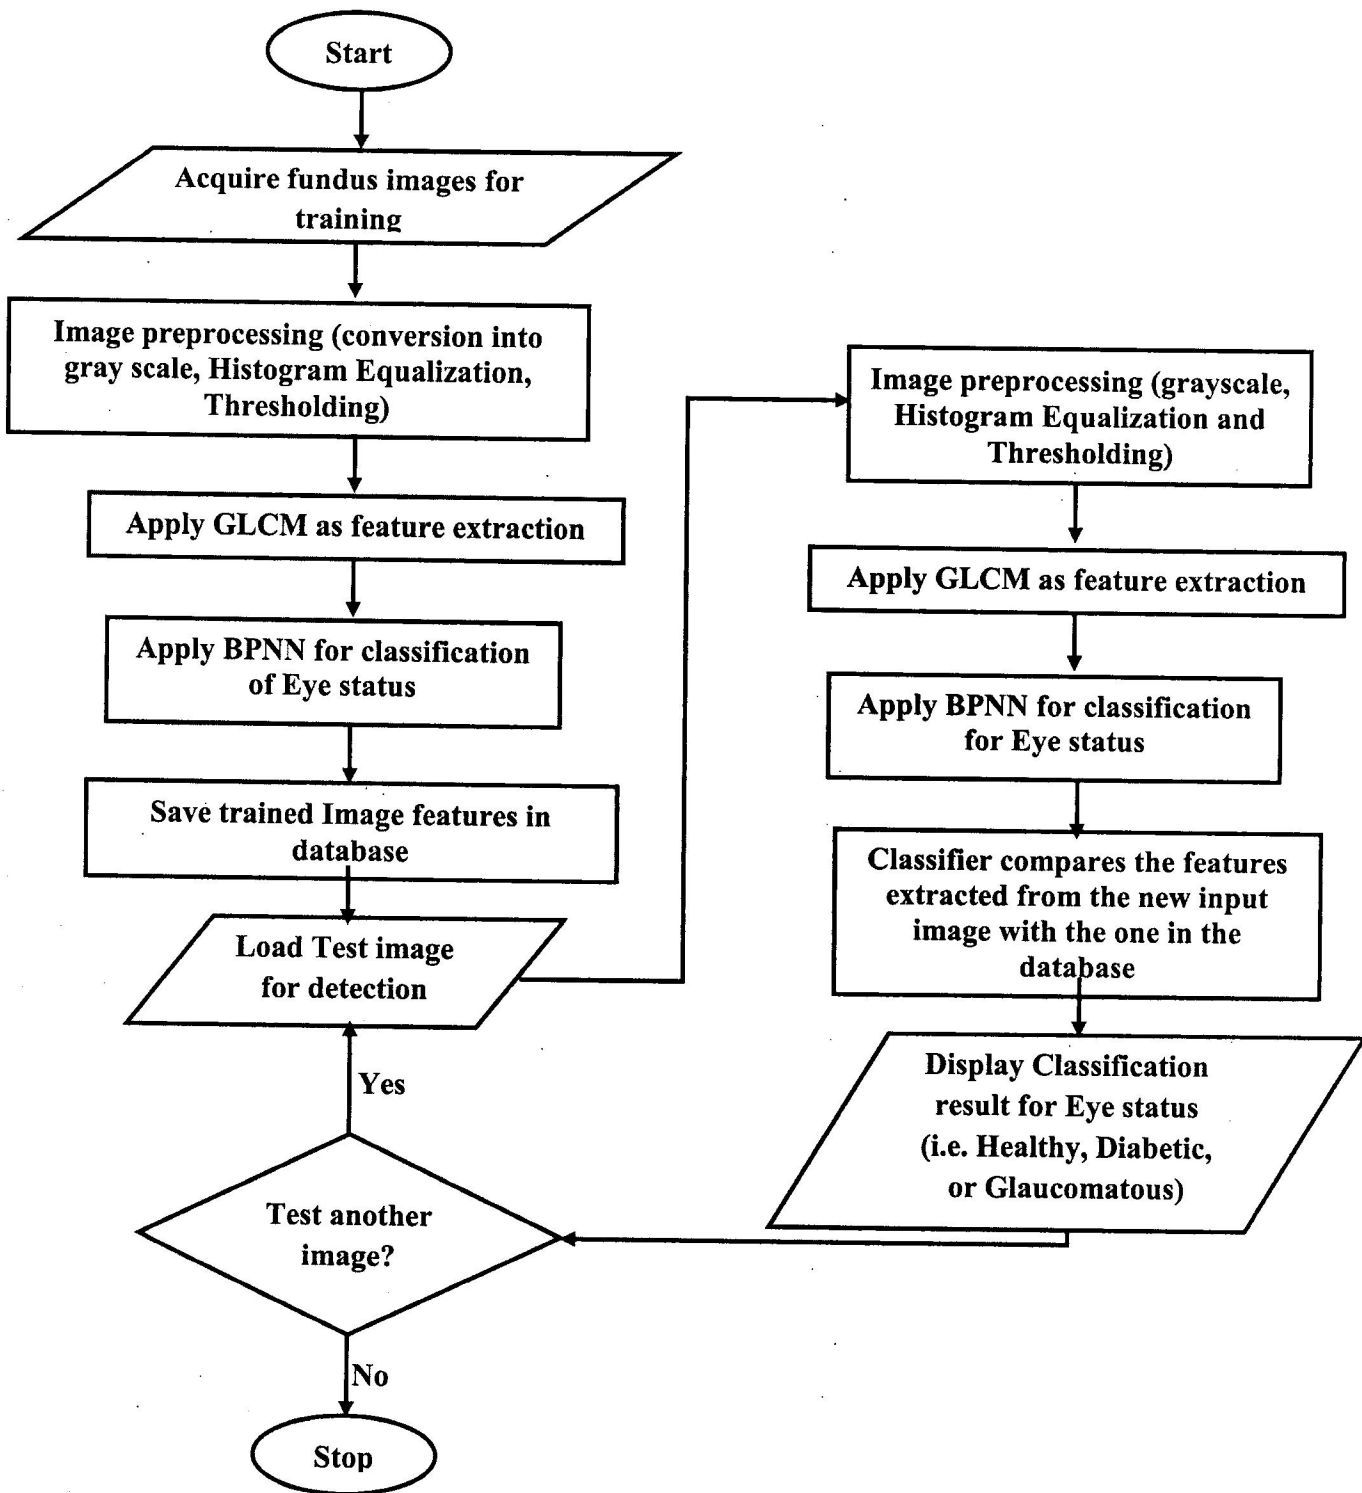 Start
Acquire fundus images for
training
Image preprocessing (conversion into
gray scale, Histogram Equalization,
Thresholding)
Apply GLCM as feature extraction
Apply BPNN for classification
of Eye status
Save trained Image features in
database
Load Test image
for detection
Yes
Test another
image?
No
Stop
Image preprocessing (grayscale,
Histogram Equalization and
Thresholding)
Apply GLCM as feature extraction
Apply BPNN for classification
for Eye status
Classifier compares the features
extracted from the new input
image with the one in the
database
Display Classification
result for Eye status
(i.e. Healthy, Diabetic,
or Glaucomatous)